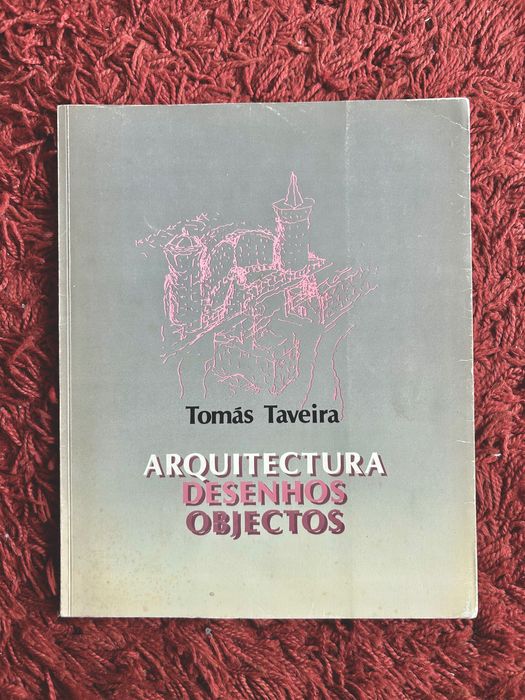 Tomás Taveira
ARQUITECTURA
DESENHOS
OBJECTOS